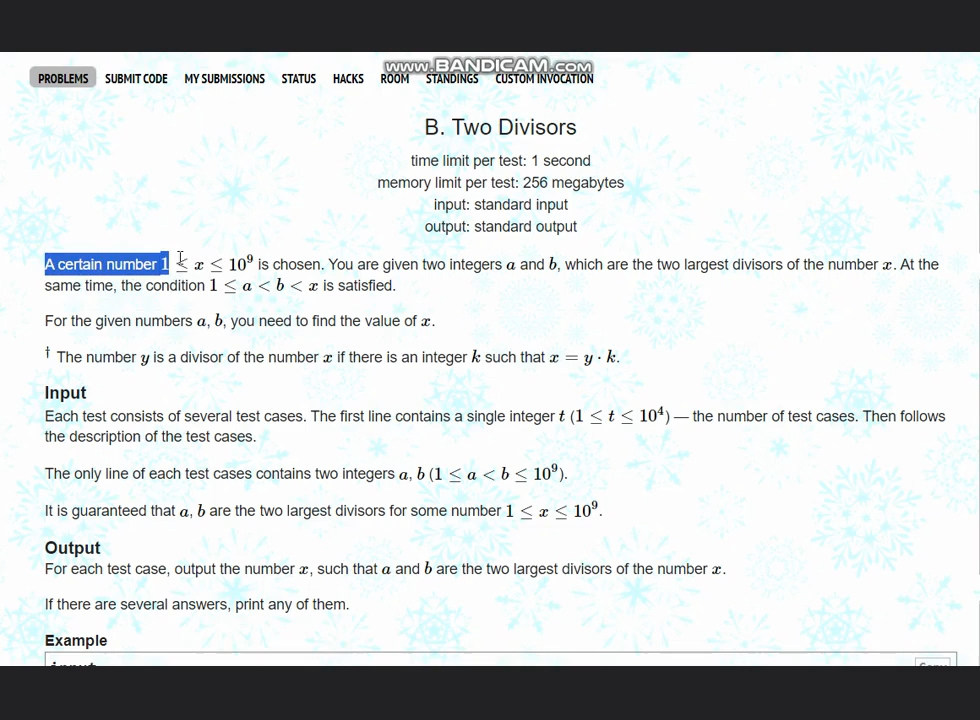 www.BANDICAM.com
PROBLEMS SUBMIT CODE MY SUBMISSIONS STATUS HACKS ROOM STANDINGS CUSTOM INVOCATION
B. Two Divisors
time limit per test: 1 second
memory limit per test: 256 megabytes
input: standard input
output: standard output
A certain number 1 ≤ x ≤ 10⁹ is chosen. You are given two integers a and b, which are the two largest divisors of the number x. At the
same time, the condition 1 ≤ a < b < x is satisfied.
For the given numbers a, b, you need to find the value of x.
† The number y is a divisor of the number x if there is an integer k such that x = y · k.
Input
Each test consists of several test cases. The first line contains a single integer t (1 ≤ t ≤ 10⁴) — the number of test cases. Then follows
the description of the test cases.
The only line of each test cases contains two integers a, b (1 ≤ a < b ≤ 10⁹).
It is guaranteed that a, b are the two largest divisors for some number 1 ≤ x ≤ 10⁹.
Output
For each test case, output the number x, such that a and b are the two largest divisors of the number x.
If there are several answers, print any of them.
Example